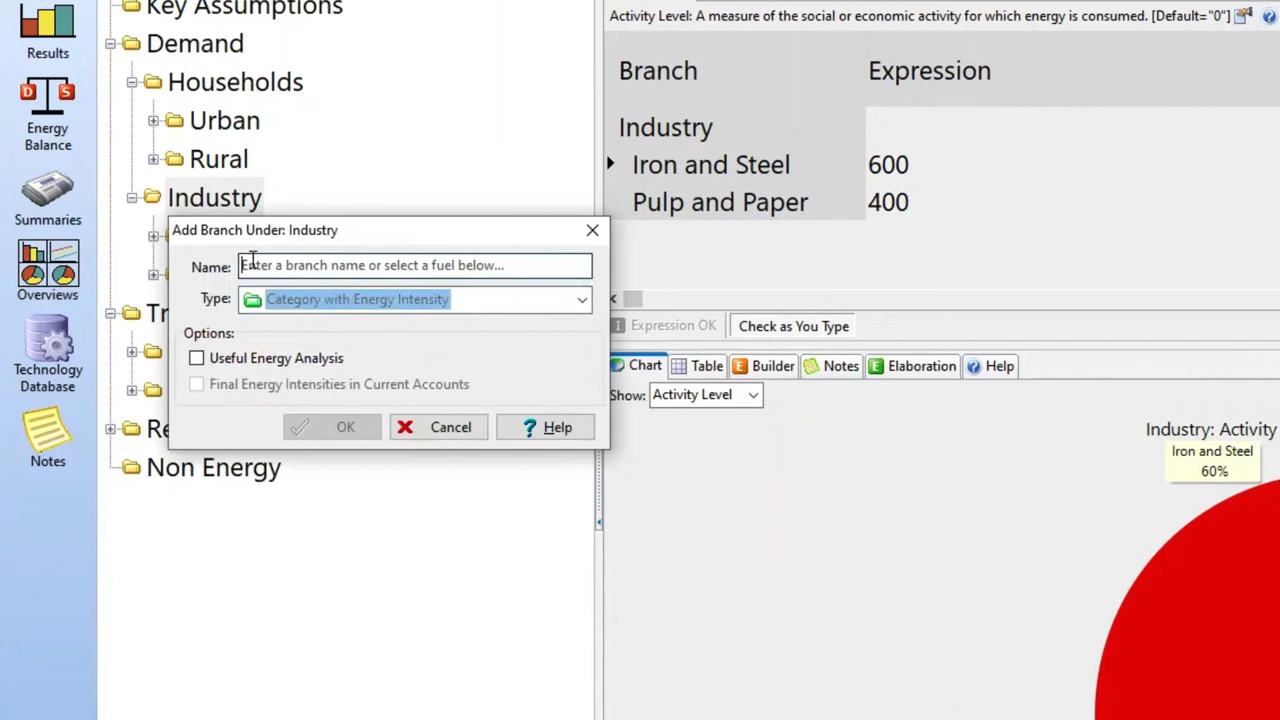 Results
D S
Energy
Balance
Summaries
Overviews
Technology
Database
Notes
Key Assumptions
Demand
Households
Urban
Rural
Industry
Tr
Re
Non Energy
Add Branch Under: Industry
Name: Enter a branch name or select a fuel below...
Type: Category with Energy Intensity
Options:
Useful Energy Analysis
Final Energy Intensities in Current Accounts
OK Cancel ? Help
Activity Level: A measure of the social or economic activity for which energy is consumed. [Default="0"] ?
Branch Expression
Industry
Iron and Steel 600
Pulp and Paper 400
Expression OK Check as You Type
Chart Table E Builder Notes E Elaboration ? Help
Show: Activity Level
Industry: Activity
Iron and Steel
60%